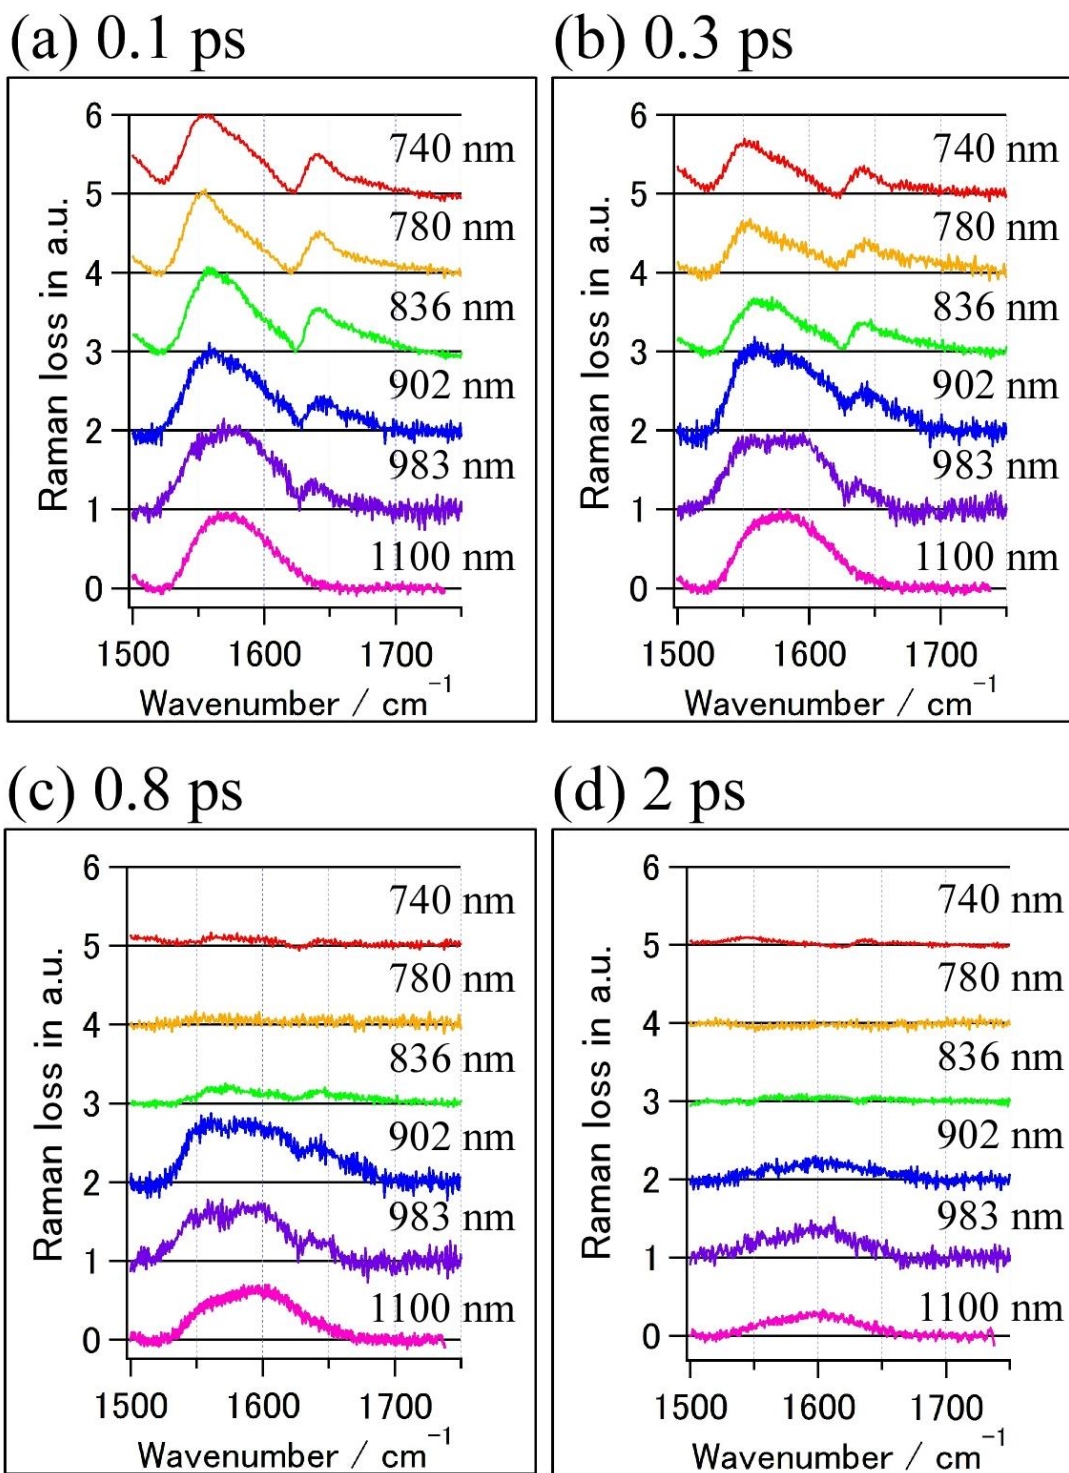 (a) 0.1 ps
Raman loss in a.u.
6
5
4
3
2
1
0
740 nm
780 nm
836 nm
902 nm
983 nm
1100 nm
1500 1600 1700
Wavenumber / cm⁻¹
(b) 0.3 ps
Raman loss in a.u.
6
5
4
3
2
1
0
740 nm
780 nm
836 nm
902 nm
983 nm
1100 nm
1500 1600 1700
Wavenumber / cm⁻¹
(c) 0.8 ps
Raman loss in a.u.
6
5
4
3
2
1
0
740 nm
780 nm
836 nm
902 nm
983 nm
1100 nm
1500 1600 1700
Wavenumber / cm⁻¹
(d) 2 ps
Raman loss in a.u.
6
5
4
3
2
1
0
740 nm
780 nm
836 nm
902 nm
983 nm
1100 nm
1500 1600 1700
Wavenumber / cm⁻¹